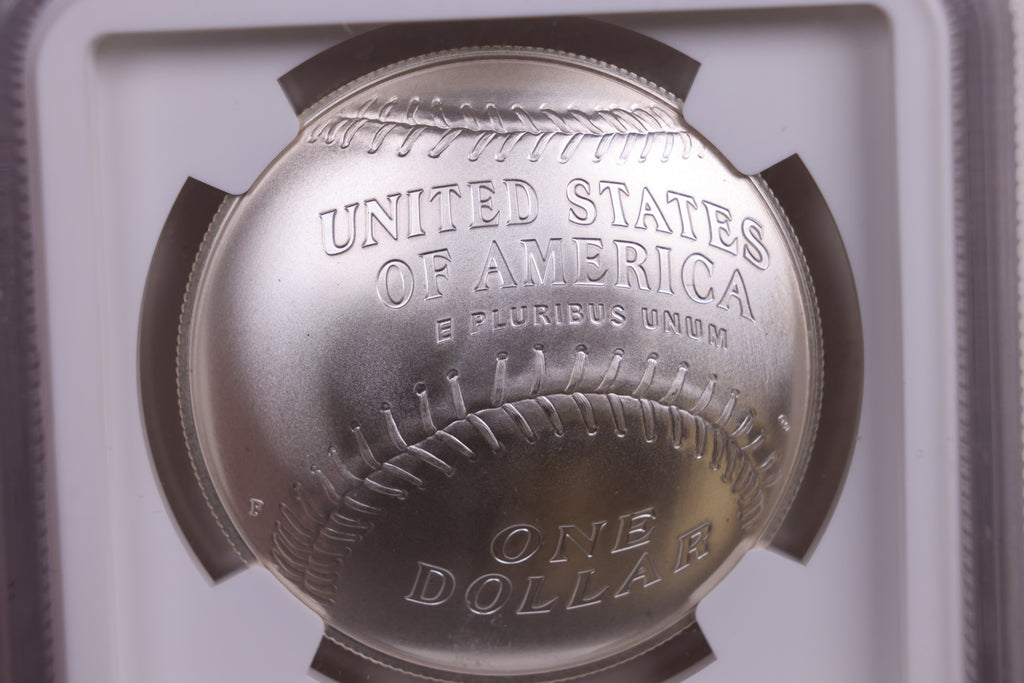 UNITED STATES
OF AMERICA
E PLURIBUS UNUM
ONE
DOLLAR